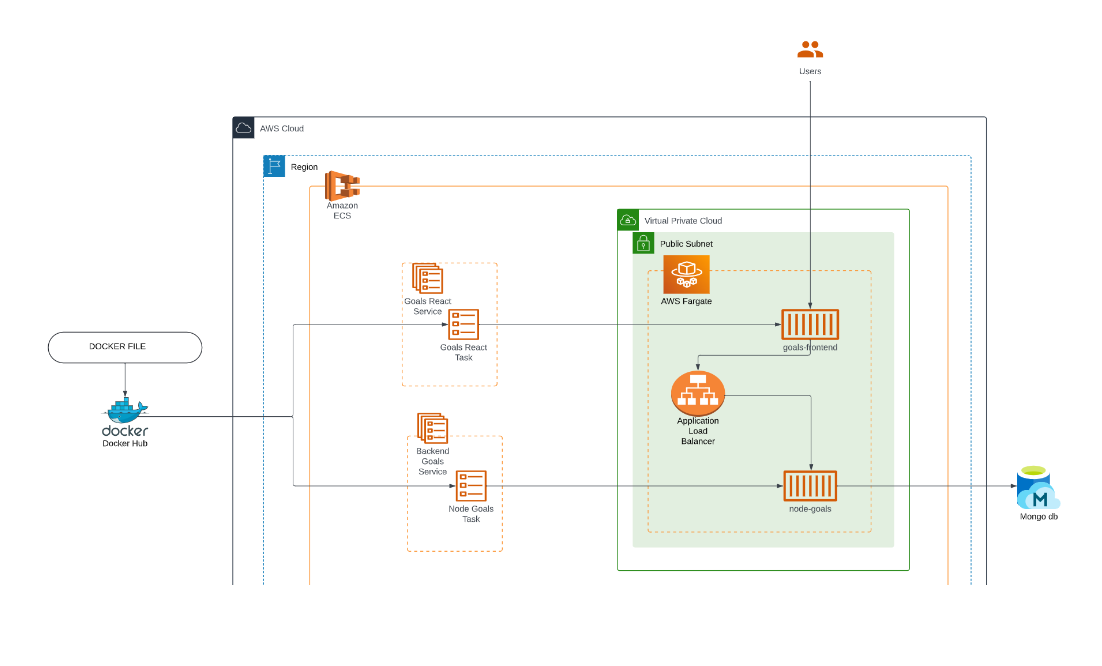 Users
AWS Cloud
Region
Amazon
ECS
Virtual Private Cloud
Public Subnet
AWS Fargate
Goals React
Service
Goals React
Task
goals-frontend
DOCKER FILE
docker
Docker Hub
Application
Load
Balancer
Backend
Goals
Service
Node Goals
Task
node-goals
M
Mongo db